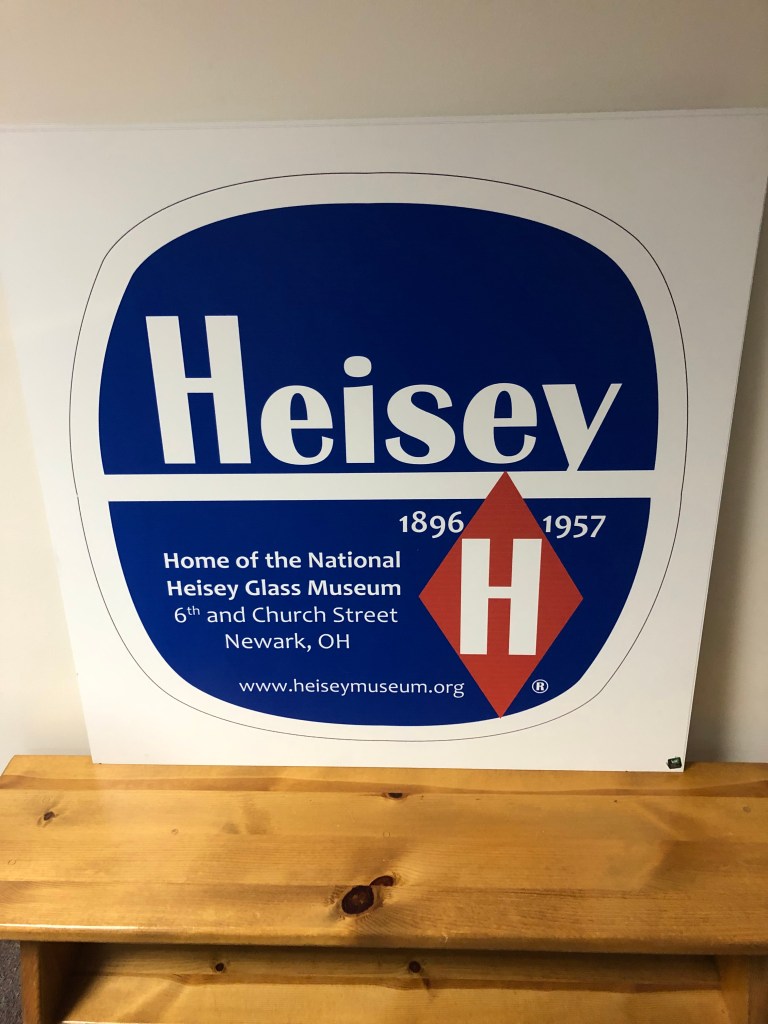 Heisey
1896 1957
Home of the National
Heisey Glass Museum
6th and Church Street
Newark, OH
H
www.heiseymuseum.org ®